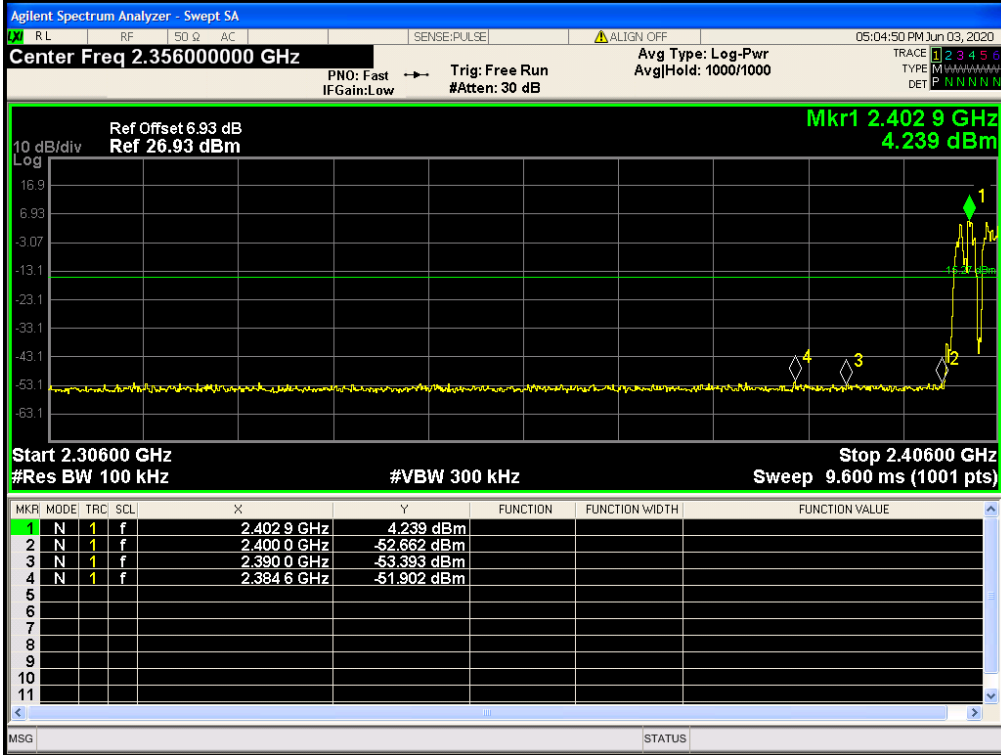 Agilent Spectrum Analyzer - Swept SA
LXI RL RF 50 Ω AC SENSE:PULSE ALIGN OFF 05:04:50 PM Jun 03, 2020
Center Freq 2.356000000 GHz
PNO: Fast
IFGain:Low
Trig: Free Run
#Atten: 30 dB
Avg Type: Log-Pwr
Avg|Hold: 1000/1000
TRACE 1 2 3 4 5 6
TYPE M
DET P N N N N N
Mkr1 2.402 9 GHz
4.239 dBm
Ref Offset 6.93 dB
10 dB/div Ref 26.93 dBm
Log
16.9
6.93
-3.07
-13.1
-23.1
-33.1
-43.1
-53.1
-63.1
1
4
3
2
Start 2.30600 GHz Stop 2.40600 GHz
#Res BW 100 kHz #VBW 300 kHz Sweep 9.600 ms (1001 pts)
MKR MODE TRC SCL X Y FUNCTION FUNCTION WIDTH FUNCTION VALUE
1 N 1 f 2.402 9 GHz 4.239 dBm
2 N 1 f 2.400 0 GHz -52.662 dBm
3 N 1 f 2.390 0 GHz -53.393 dBm
4 N 1 f 2.384 6 GHz -51.902 dBm
5
6
7
8
9
10
11
MSG STATUS